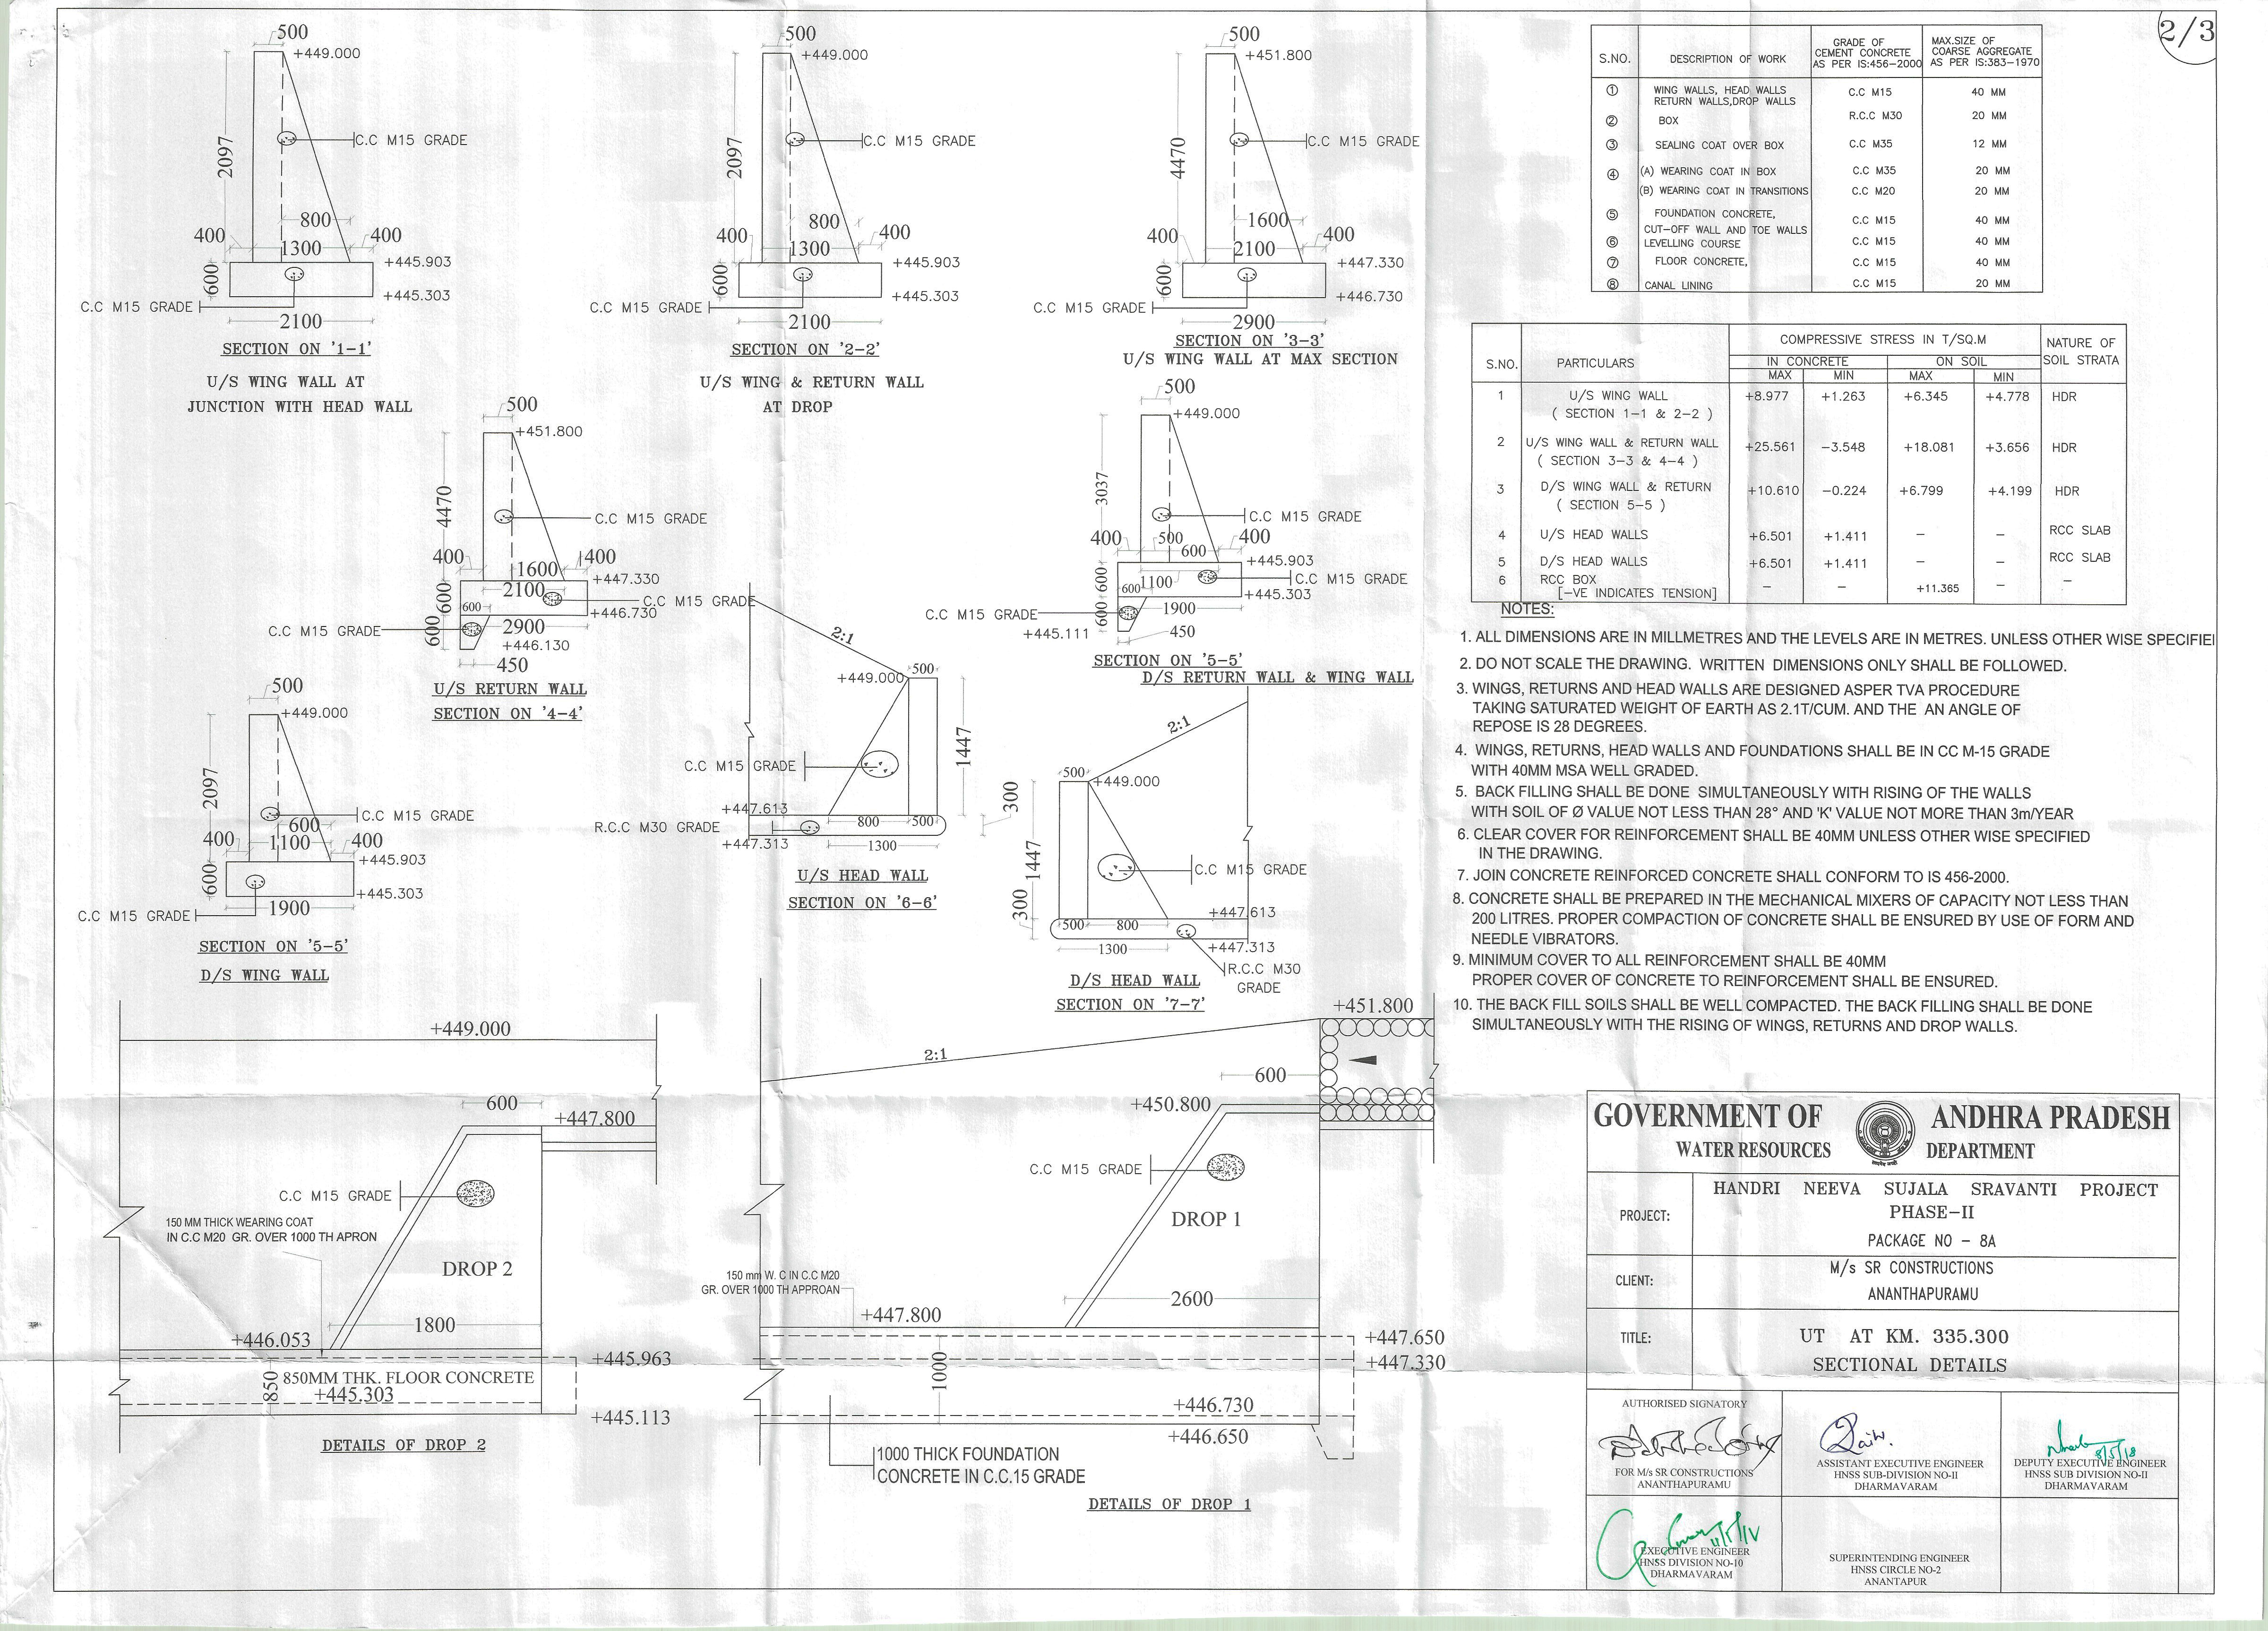 2/3
500
+449.000
2097
C.C M15 GRADE
800
400
1300
400
+445.903
600
+445.303
C.C M15 GRADE
2100
SECTION ON '1-1'
U/S WING WALL AT
JUNCTION WITH HEAD WALL
500
+449.000
2097
C.C M15 GRADE
800
400
1300
400
+445.903
600
+445.303
C.C M15 GRADE
2100
SECTION ON '2-2'
U/S WING & RETURN WALL
AT DROP
500
+451.800
4470
C.C M15 GRADE
1600
400
2100
400
+447.330
600
+446.730
C.C M15 GRADE
2900
SECTION ON '3-3'
U/S WING WALL AT MAX SECTION
500
+451.800
4470
C.C M15 GRADE
400
1600
400
+447.330
2100
600
600
C.C M15 GRADE
+446.730
C.C M15 GRADE
600
2900
+446.130
450
U/S RETURN WALL
SECTION ON '4-4'
500
+449.000
3037
C.C M15 GRADE
400
500
400
600
+445.903
600
600
1100
C.C M15 GRADE
+445.303
C.C M15 GRADE
600
1900
+445.111
450
SECTION ON '5-5'
D/S RETURN WALL & WING WALL
500
+449.000
2097
C.C M15 GRADE
600
400
1100
400
+445.903
600
+445.303
C.C M15 GRADE
1900
SECTION ON '5-5'
D/S WING WALL
2:1
+449.000
500
1447
C.C M15 GRADE
+447.613
800
500
300
R.C.C M30 GRADE
+447.313
1300
U/S HEAD WALL
SECTION ON '6-6'
2:1
500
+449.000
1447
C.C M15 GRADE
300
+447.613
500
800
1300
+447.313
R.C.C M30
GRADE
D/S HEAD WALL
SECTION ON '7-7'
+449.000
600
+447.800
C.C M15 GRADE
150 MM THICK WEARING COAT
IN C.C M20 GR. OVER 1000 TH APRON
DROP 2
1800
+446.053
+445.963
850
850MM THK. FLOOR CONCRETE
+445.303
+445.113
DETAILS OF DROP 2
+451.800
2:1
600
+450.800
C.C M15 GRADE
DROP 1
150 mm W. C IN C.C M20
GR. OVER 1000 TH APPROAN
2600
+447.800
+447.650
+447.330
1000
+446.730
+446.650
1000 THICK FOUNDATION
CONCRETE IN C.C.15 GRADE
DETAILS OF DROP 1
S.NO. DESCRIPTION OF WORK GRADE OF CEMENT CONCRETE AS PER IS:456-2000 MAX.SIZE OF COARSE AGGREGATE AS PER IS:383-1970
1 WING WALLS, HEAD WALLS RETURN WALLS,DROP WALLS C.C M15 40 MM
2 BOX R.C.C M30 20 MM
3 SEALING COAT OVER BOX C.C M35 12 MM
4 (A) WEARING COAT IN BOX C.C M35 20 MM
(B) WEARING COAT IN TRANSITIONS C.C M20 20 MM
5 FOUNDATION CONCRETE, C.C M15 40 MM
CUT-OFF WALL AND TOE WALLS
6 LEVELLING COURSE C.C M15 40 MM
7 FLOOR CONCRETE, C.C M15 40 MM
8 CANAL LINING C.C M15 20 MM
S.NO. PARTICULARS COMPRESSIVE STRESS IN T/SQ.M NATURE OF SOIL STRATA
IN CONCRETE ON SOIL
MAX MIN MAX MIN
1 U/S WING WALL +8.977 +1.263 +6.345 +4.778 HDR
( SECTION 1-1 & 2-2 )
2 U/S WING WALL & RETURN WALL +25.561 -3.548 +18.081 +3.656 HDR
( SECTION 3-3 & 4-4 )
3 D/S WING WALL & RETURN +10.610 -0.224 +6.799 +4.199 HDR
( SECTION 5-5 )
4 U/S HEAD WALLS +6.501 +1.411 - - RCC SLAB
5 D/S HEAD WALLS +6.501 +1.411 - - RCC SLAB
6 RCC BOX - - +11.365 - -
[-VE INDICATES TENSION]
NOTES:
1. ALL DIMENSIONS ARE IN MILLMETRES AND THE LEVELS ARE IN METRES. UNLESS OTHER WISE SPECIFIE
2. DO NOT SCALE THE DRAWING. WRITTEN DIMENSIONS ONLY SHALL BE FOLLOWED.
3. WINGS, RETURNS AND HEAD WALLS ARE DESIGNED ASPER TVA PROCEDURE
TAKING SATURATED WEIGHT OF EARTH AS 2.1T/CUM. AND THE AN ANGLE OF
REPOSE IS 28 DEGREES.
4. WINGS, RETURNS, HEAD WALLS AND FOUNDATIONS SHALL BE IN CC M-15 GRADE
WITH 40MM MSA WELL GRADED.
5. BACK FILLING SHALL BE DONE SIMULTANEOUSLY WITH RISING OF THE WALLS
WITH SOIL OF Ø VALUE NOT LESS THAN 28° AND 'K' VALUE NOT MORE THAN 3m/YEAR
6. CLEAR COVER FOR REINFORCEMENT SHALL BE 40MM UNLESS OTHER WISE SPECIFIED
IN THE DRAWING.
7. JOIN CONCRETE REINFORCED CONCRETE SHALL CONFORM TO IS 456-2000.
8. CONCRETE SHALL BE PREPARED IN THE MECHANICAL MIXERS OF CAPACITY NOT LESS THAN
200 LITRES. PROPER COMPACTION OF CONCRETE SHALL BE ENSURED BY USE OF FORM AND
NEEDLE VIBRATORS.
9. MINIMUM COVER TO ALL REINFORCEMENT SHALL BE 40MM
PROPER COVER OF CONCRETE TO REINFORCEMENT SHALL BE ENSURED.
10. THE BACK FILL SOILS SHALL BE WELL COMPACTED. THE BACK FILLING SHALL BE DONE
SIMULTANEOUSLY WITH THE RISING OF WINGS, RETURNS AND DROP WALLS.
GOVERNMENT OF ANDHRA PRADESH
WATER RESOURCES DEPARTMENT
PROJECT: HANDRI NEEVA SUJALA SRAVANTI PROJECT
PHASE-II
PACKAGE NO - 8A
CLIENT: M/s SR CONSTRUCTIONS
ANANTHAPURAMU
TITLE: UT AT KM. 335.300
SECTIONAL DETAILS
AUTHORISED SIGNATORY
FOR M/s SR CONSTRUCTIONS
ANANTHAPURAMU
ASSISTANT EXECUTIVE ENGINEER
HNSS SUB-DIVISION NO-II
DHARMAVARAM
8/5/18
DEPUTY EXECUTIVE ENGINEER
HNSS SUB DIVISION NO-II
DHARMAVARAM
EXECUTIVE ENGINEER
HNSS DIVISION NO-10
DHARMAVARAM
SUPERINTENDING ENGINEER
HNSS CIRCLE NO-2
ANANTAPUR